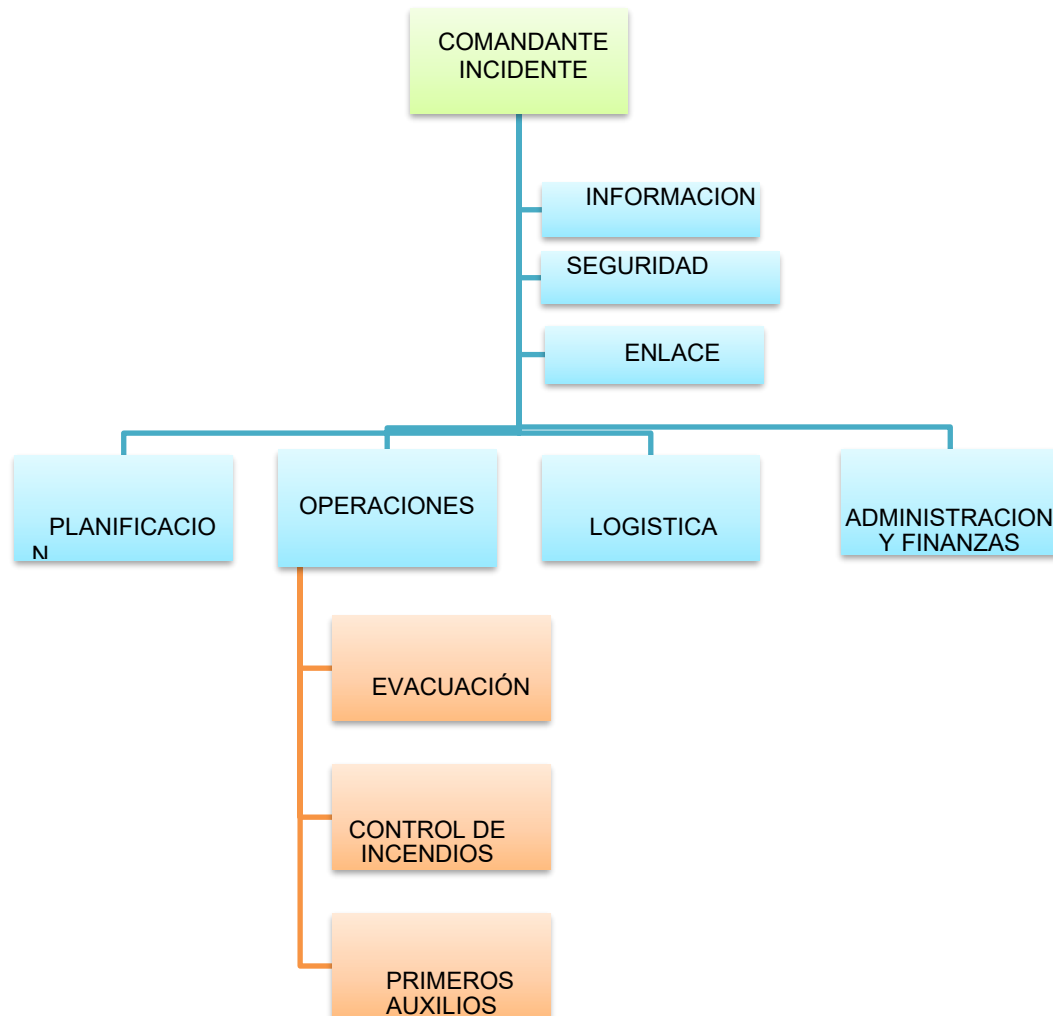 COMANDANTE
INCIDENTE
INFORMACION
SEGURIDAD
ENLACE
PLANIFICACIO
N
OPERACIONES
LOGISTICA
ADMINISTRACION
Y FINANZAS
EVACUACIÓN
CONTROL DE
INCENDIOS
PRIMEROS
AUXILIOS